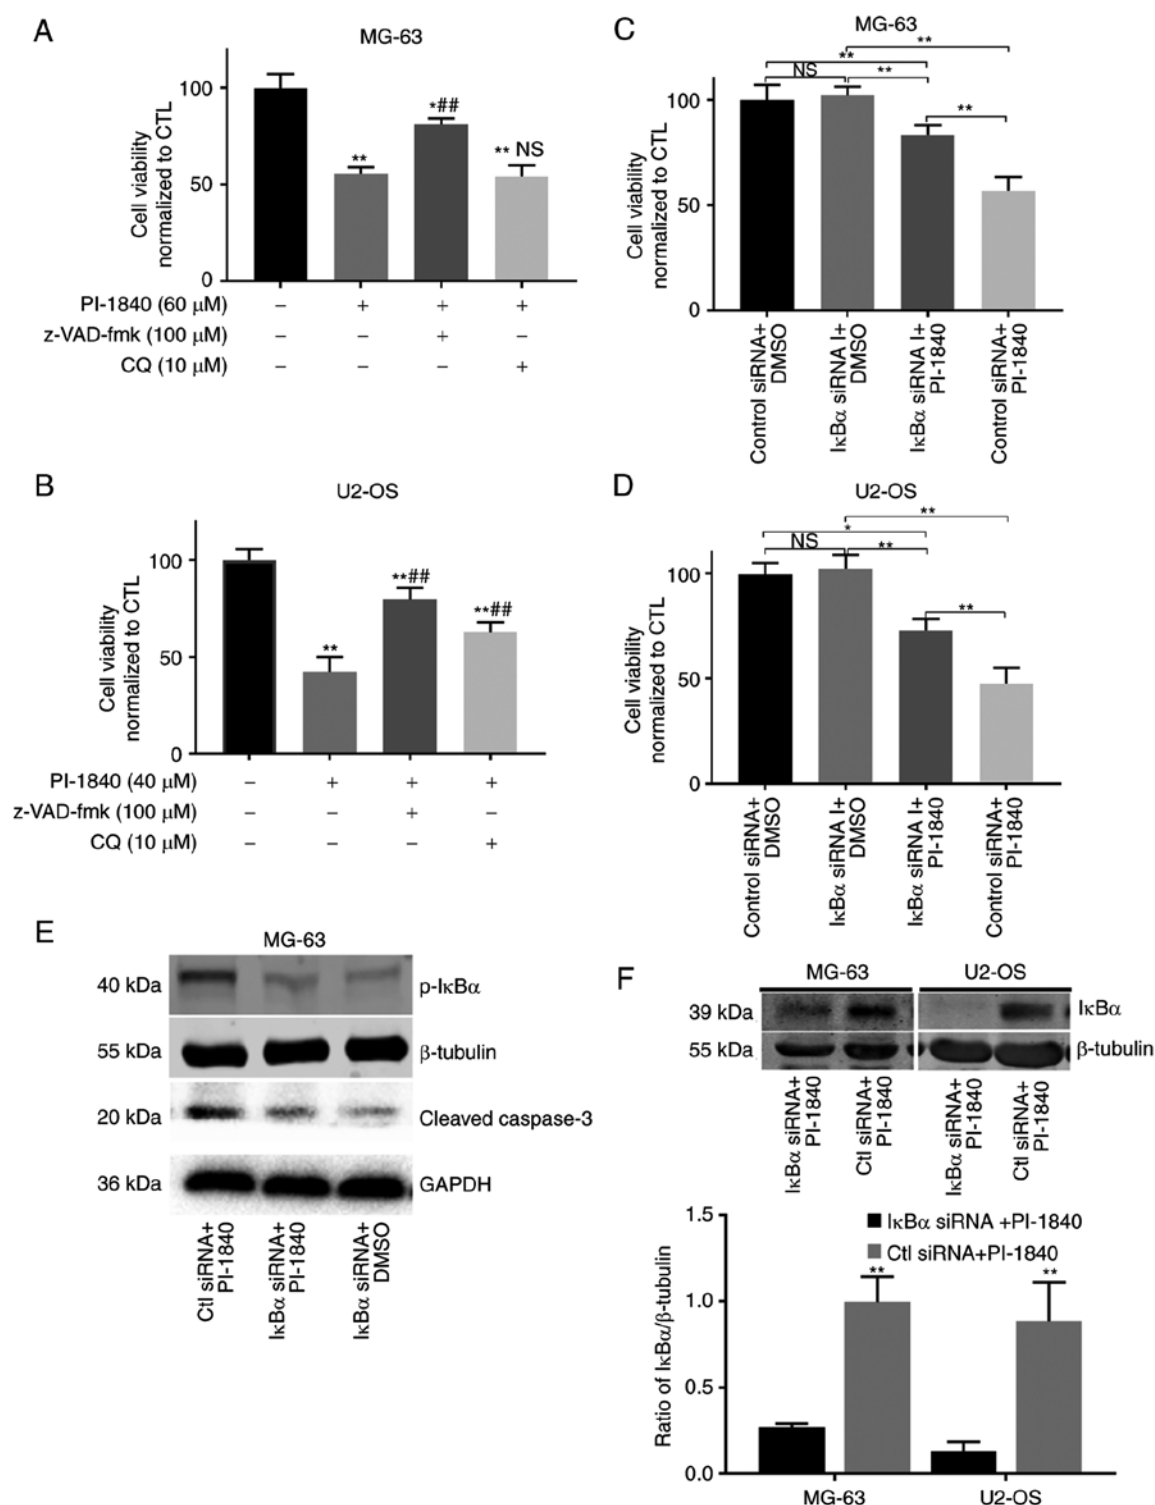 A
MG-63
Cell viability
normalized to CTL
100
50
0
**
*##
** NS
PI-1840 (60 μM) – + + +
z-VAD-fmk (100 μM) – – + –
CQ (10 μM) – – – +
B
U2-OS
Cell viability
normalized to CTL
100
50
0
**
**##
**##
PI-1840 (40 μM) – + + +
z-VAD-fmk (100 μM) – – + –
CQ (10 μM) – – – +
C
MG-63
Cell viability
normalized to CTL
100
50
0
**
**
NS
**
**
Control siRNA+
DMSO
IκBα siRNA I+
DMSO
IκBα siRNA I+
PI-1840
Control siRNA+
PI-1840
D
U2-OS
Cell viability
normalized to CTL
100
50
0
**
*
NS
**
**
Control siRNA+
DMSO
IκBα siRNA I+
DMSO
IκBα siRNA I+
PI-1840
Control siRNA+
PI-1840
E
MG-63
40 kDa p-IκBα
55 kDa β-tubulin
20 kDa Cleaved caspase-3
36 kDa GAPDH
Ctl siRNA+
PI-1840
IκBα siRNA+
PI-1840
IκBα siRNA+
DMSO
F
MG-63 U2-OS
39 kDa IκBα
55 kDa β-tubulin
IκBα siRNA+
PI-1840
Ctl siRNA+
PI-1840
IκBα siRNA+
PI-1840
Ctl siRNA+
PI-1840
Ratio of IκBα/β-tubulin
1.5
1.0
0.5
0.0
IκBα siRNA +PI-1840
Ctl siRNA+PI-1840
** **
MG-63 U2-OS